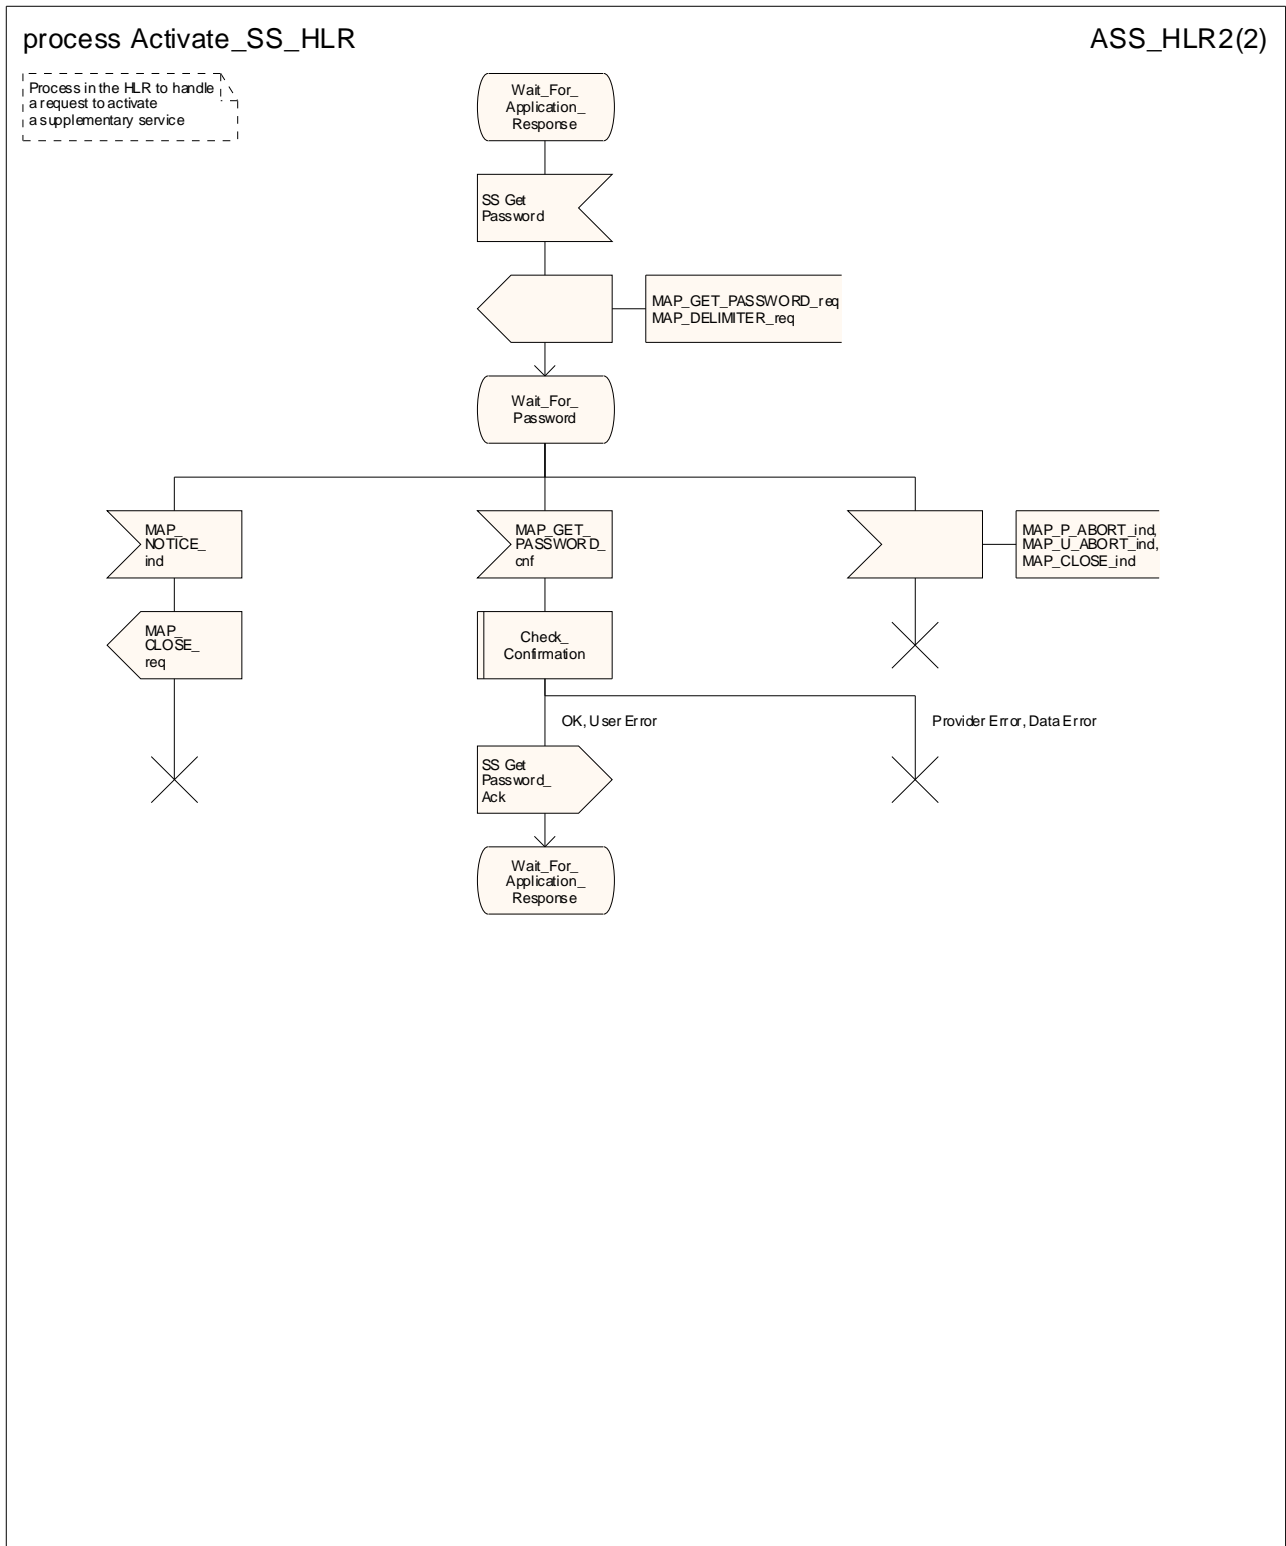 process Activate_SS_HLR
ASS_HLR2(2)
Process in the HLR to handle
a request to activate
a supplementary service
Wait_For_
Application_
Response
SS Get
Password
MAP_GET_PASSWORD_req
MAP_DELIMITER_req
Wait_For_
Password
MAP_
NOTICE_
ind
MAP_GET_
PASSWORD_
cnf
MAP_P_ABORT_ind,
MAP_U_ABORT_ind,
MAP_CLOSE_ind
MAP_
CLOSE_
req
Check_
Confirmation
OK, User Error
Provider Error, Data Error
SS Get
Password_
Ack
Wait_For_
Application_
Response